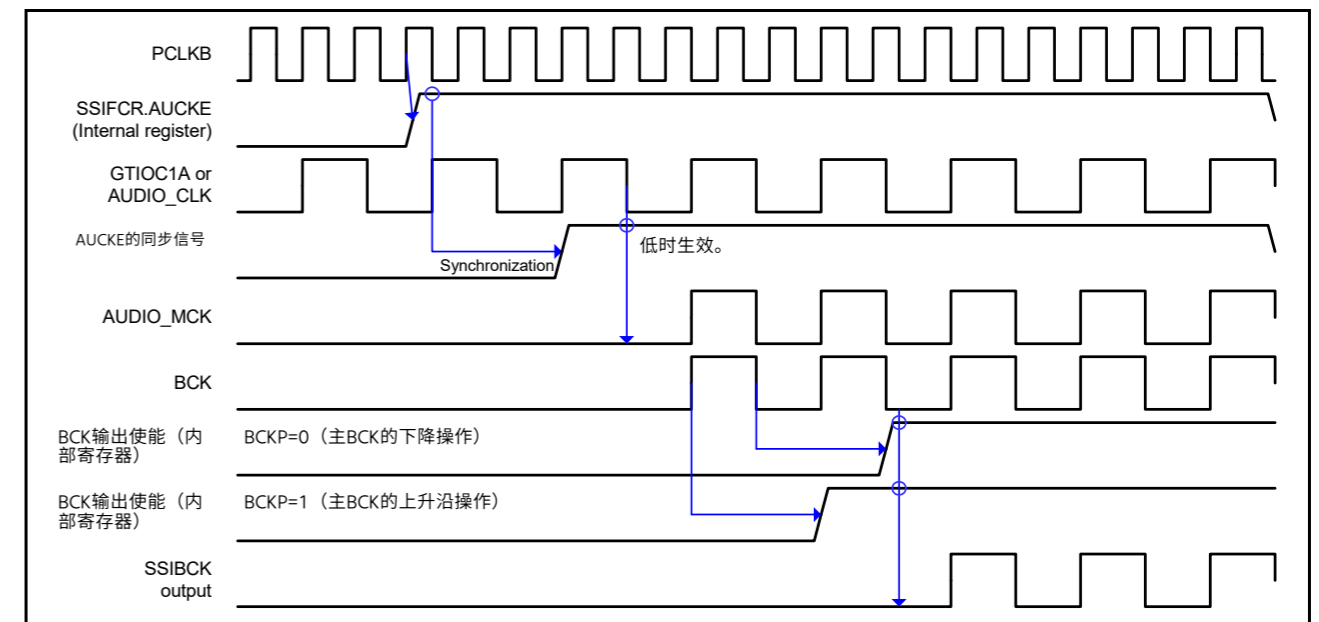 PCLKB
SSIFCR.AUCKE
(Internal register)
GTIOC1A or
AUDIO_CLK
AUCKE的同步信号
低时生效。
Synchronization
AUDIO_MCK
BCK
BCK输出使能（内
部寄存器）
BCKP=0（主BCK的下降操作）
BCK输出使能（内
部寄存器）
BCKP=1（主BCK的上升沿操作）
SSIBCK
output